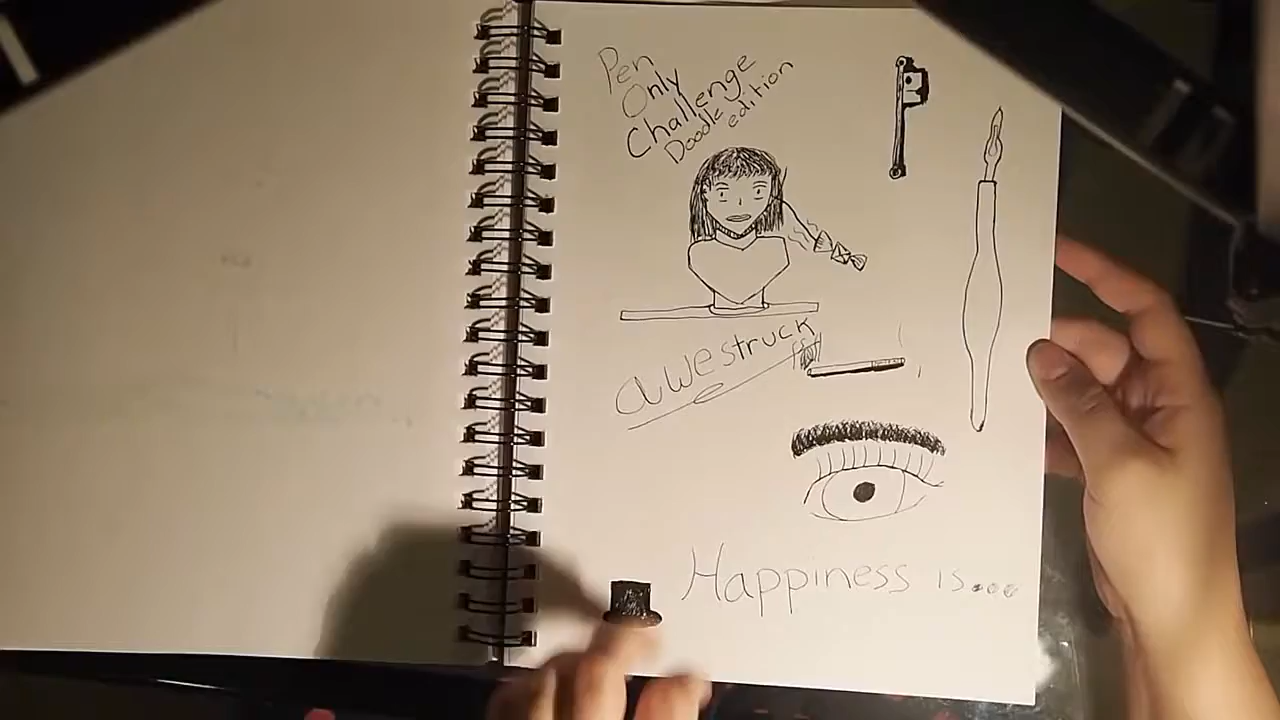 Pen
Only
Challenge
Doodle edition
awestruck
Happiness is...